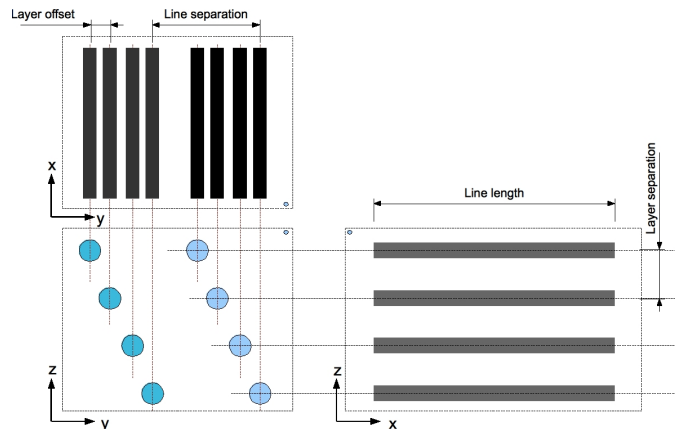 Layer offset
Line separation
x
y
Line length
Layer separation
z
y
z
x